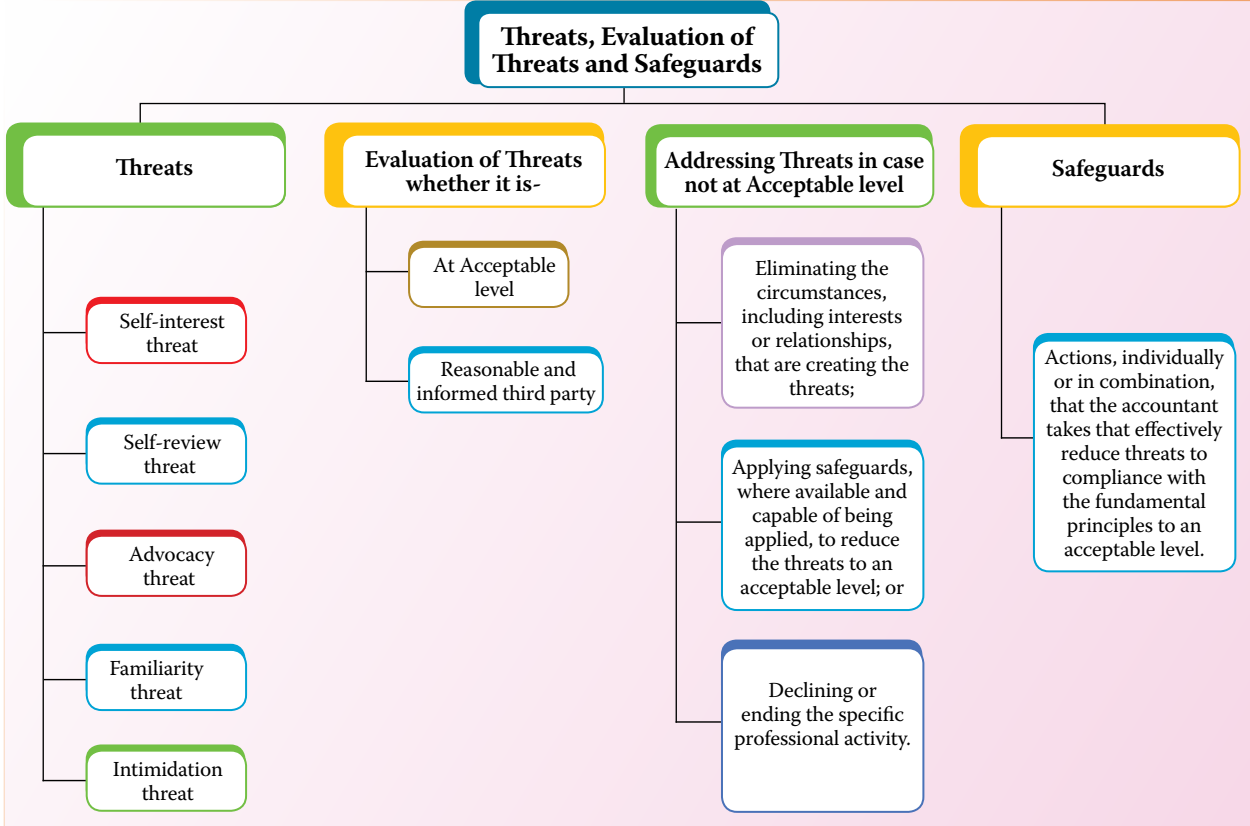 Threats, Evaluation of
Threats and Safeguards
Threats
Self-interest
threat
Self-review
threat
Advocacy
threat
Familiarity
threat
Intimidation
threat
Evaluation of Threats
whether it is-
At Acceptable
level
Reasonable and
informed third party
Addressing Threats in case
not at Acceptable level
Eliminating the
circumstances,
including interests
or relationships,
that are creating the
threats;
Applying safeguards,
where available and
capable of being
applied, to reduce
the threats to an
acceptable level; or
Declining or
ending the specific
professional activity.
Safeguards
Actions, individually
or in combination,
that the accountant
takes that effectively
reduce threats to
compliance with
the fundamental
principles to an
acceptable level.